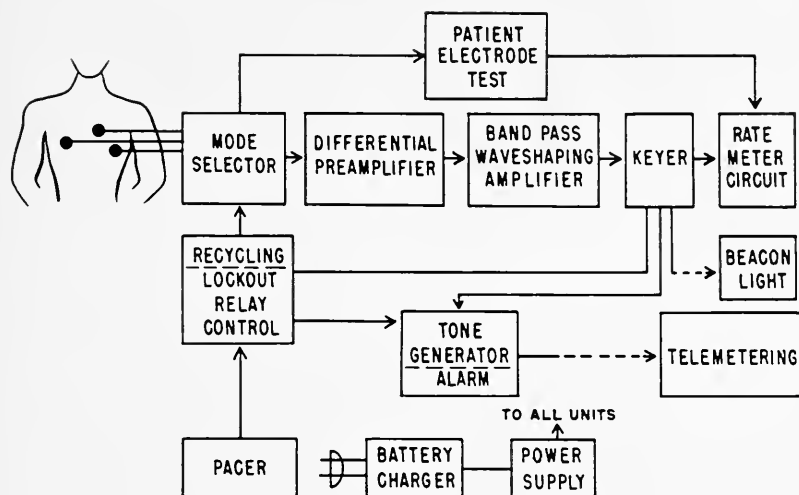 PATIENT
ELECTRODE
TEST
MODE
SELECTOR
DIFFERENTIAL
PREAMPLIFIER
BAND PASS
WAVESHAPING
AMPLIFIER
KEYER
RATE
METER
CIRCUIT
RECYCLING
LOCKOUT
RELAY
CONTROL
BEACON
LIGHT
TONE
GENERATOR
ALARM
TELEMETERING
TO ALL UNITS
PACER
BATTERY
CHARGER
POWER
SUPPLY